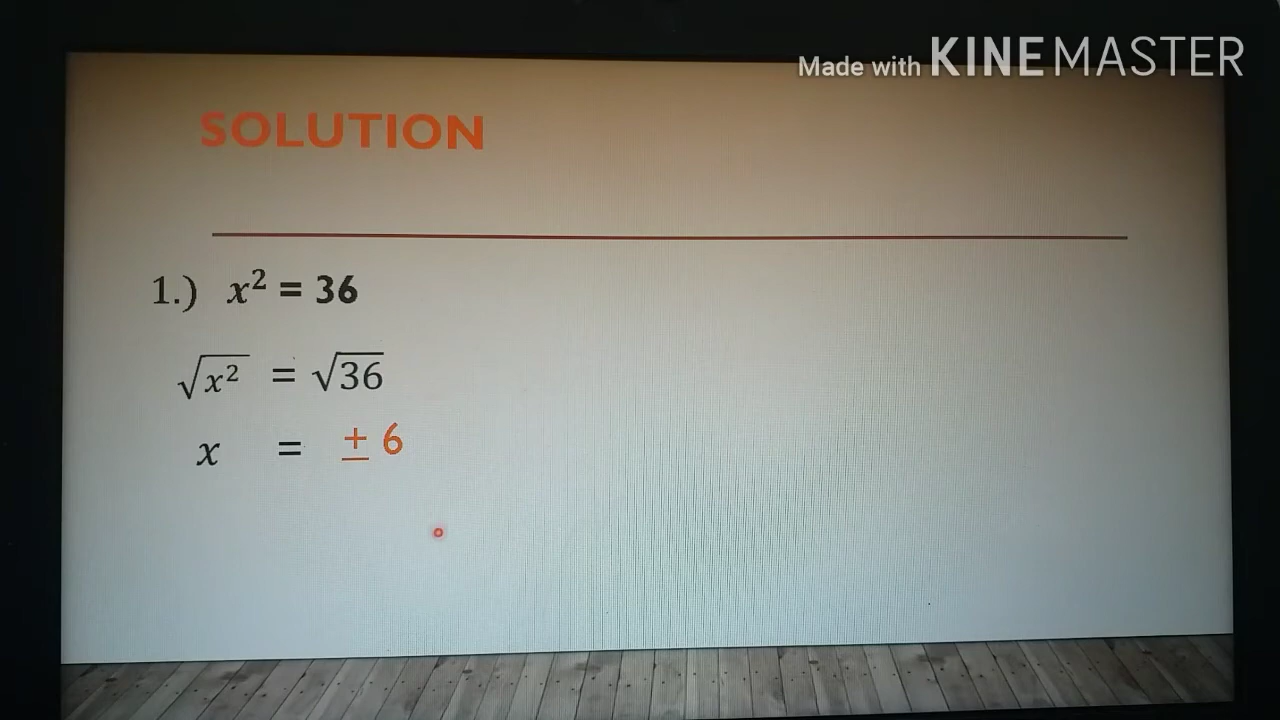 Made with KINEMASTER
SOLUTION
1.) x² = 36
√x² = √36
x = ± 6